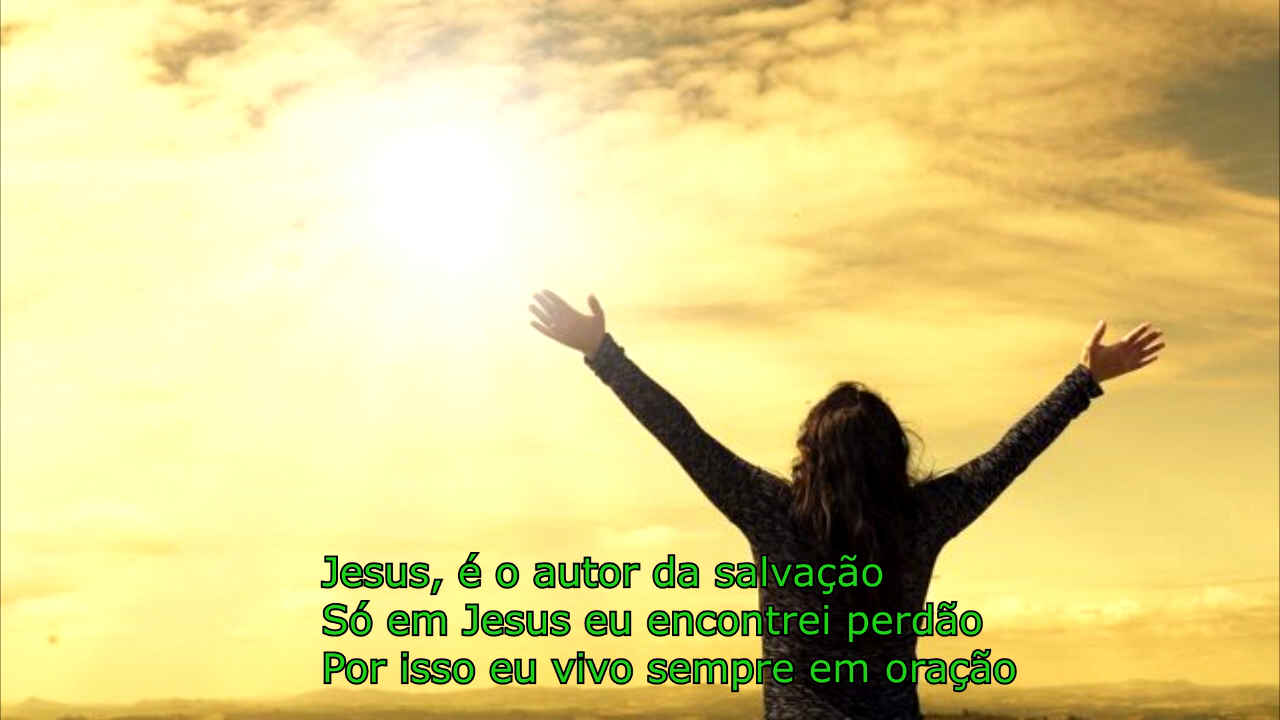 Jesus, é o autor da salvação
Só em Jesus eu encontrei perdão
Por isso eu vivo sempre em oração